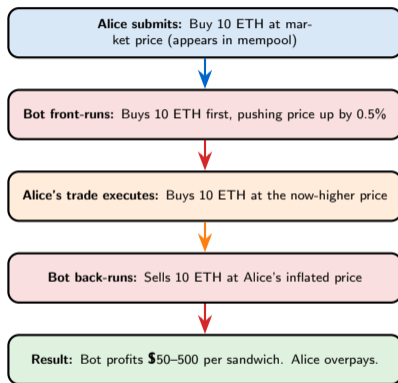 Alice submits: Buy 10 ETH at mar-
ket price (appears in mempool)
Bot front-runs: Buys 10 ETH first, pushing price up by 0.5%
Alice's trade executes: Buys 10 ETH at the now-higher price
Bot back-runs: Sells 10 ETH at Alice's inflated price
Result: Bot profits $50–500 per sandwich. Alice overpays.